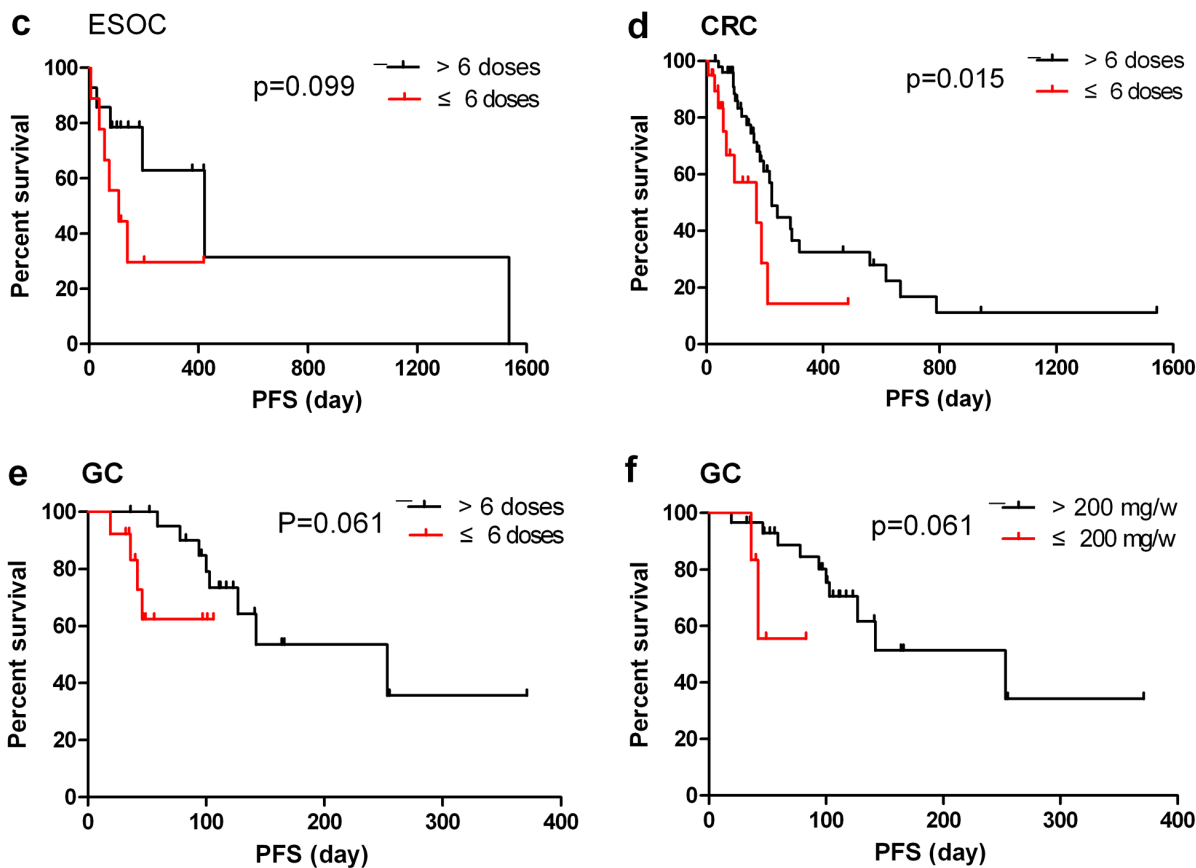 c ESOC
p=0.099
> 6 doses
≤ 6 doses
Percent survival
100
80
60
40
20
0
0 400 800 1200 1600
PFS (day)
d CRC
p=0.015
> 6 doses
≤ 6 doses
Percent survival
100
80
60
40
20
0
0 400 800 1200 1600
PFS (day)
e GC
P=0.061
> 6 doses
≤ 6 doses
Percent survival
100
80
60
40
20
0
0 100 200 300 400
PFS (day)
f GC
p=0.061
> 200 mg/w
≤ 200 mg/w
Percent survival
100
80
60
40
20
0
0 100 200 300 400
PFS (day)